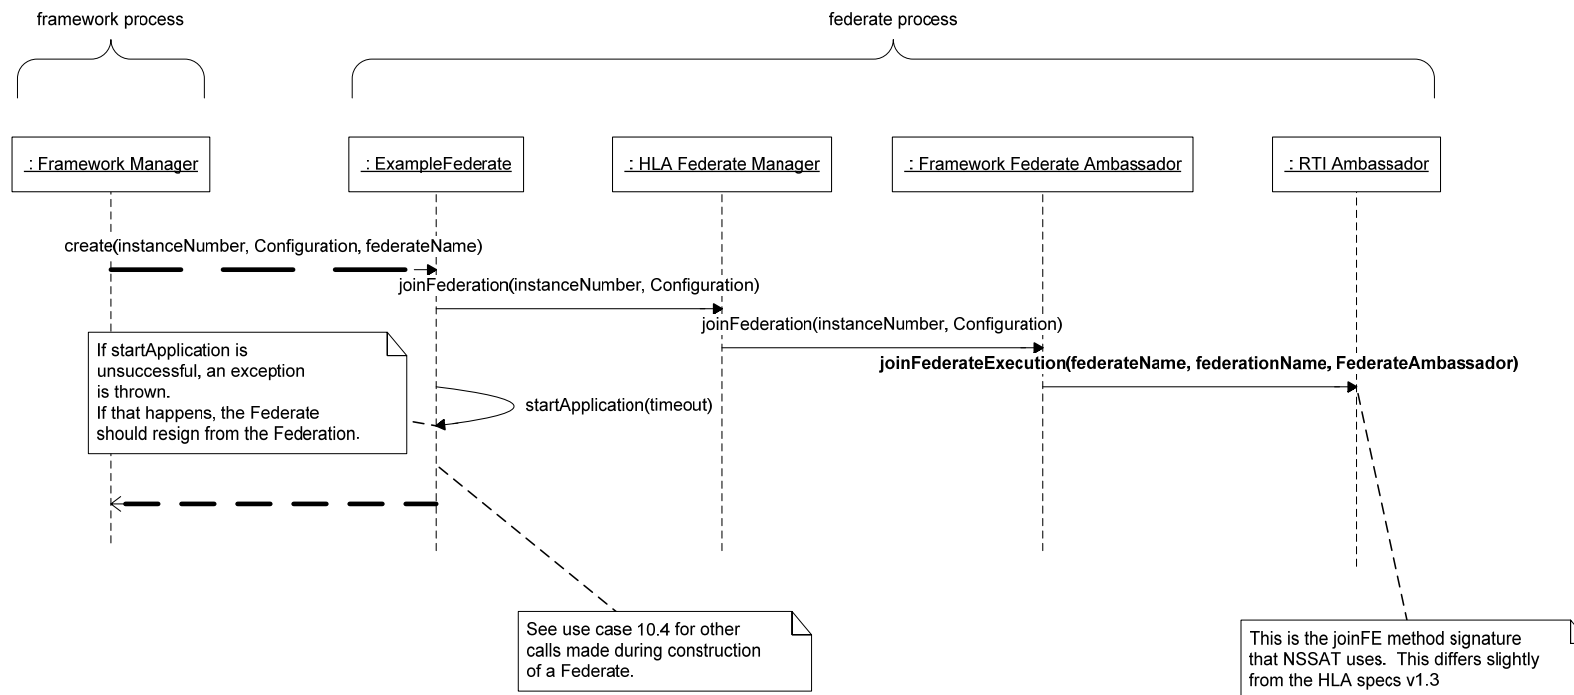 framework process
federate process
: Framework Manager
: ExampleFederate
: HLA Federate Manager
: Framework Federate Ambassador
: RTI Ambassador
create(instanceNumber, Configuration, federateName)
joinFederation(instanceNumber, Configuration)
joinFederation(instanceNumber, Configuration)
joinFederateExecution(federateName, federationName, FederateAmbassador)
If startApplication is
unsuccessful, an exception
is thrown.
If that happens, the Federate
should resign from the Federation.
startApplication(timeout)
See use case 10.4 for other
calls made during construction
of a Federate.
This is the joinFE method signature
that NSSAT uses. This differs slightly
from the HLA specs v1.3